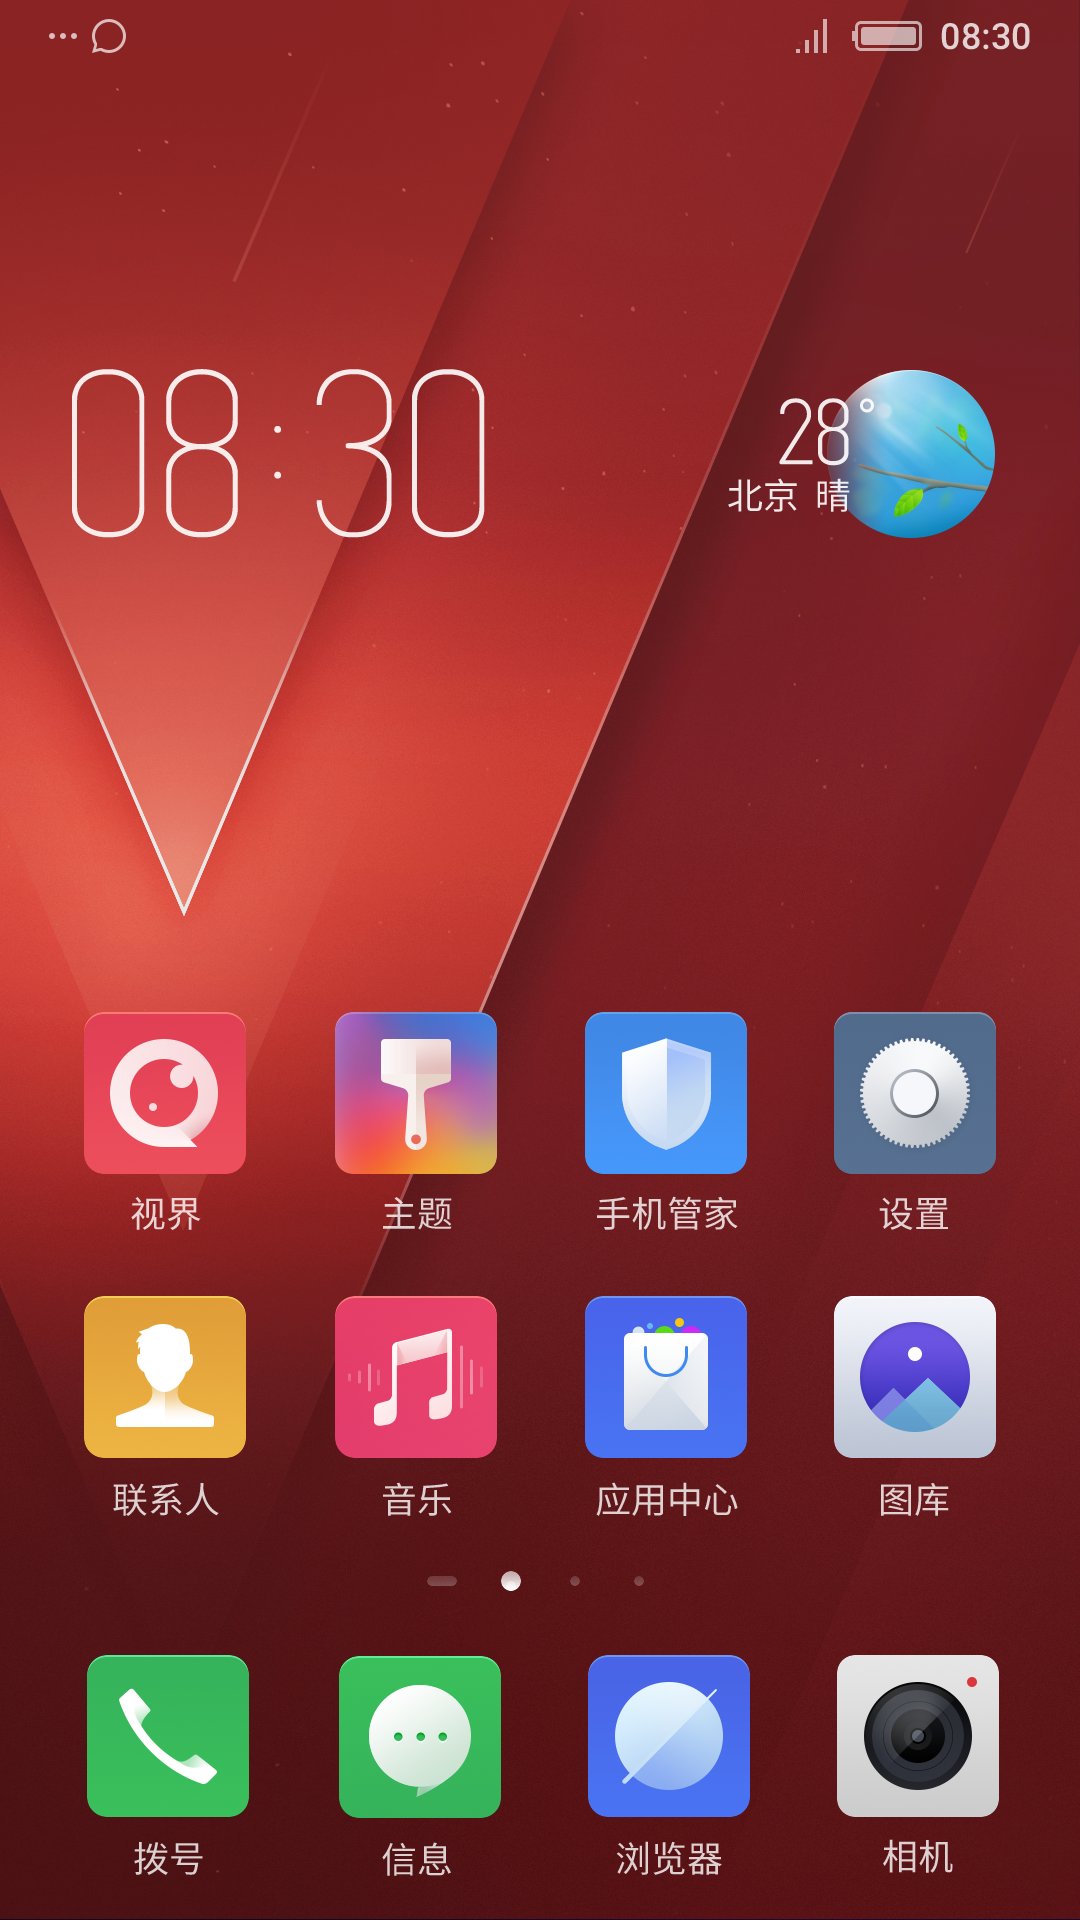 08:30
08:30
28°
北京 晴
视界 主题 手机管家 设置
联系人 音乐 应用中心 图库
拨号 信息 浏览器 相机